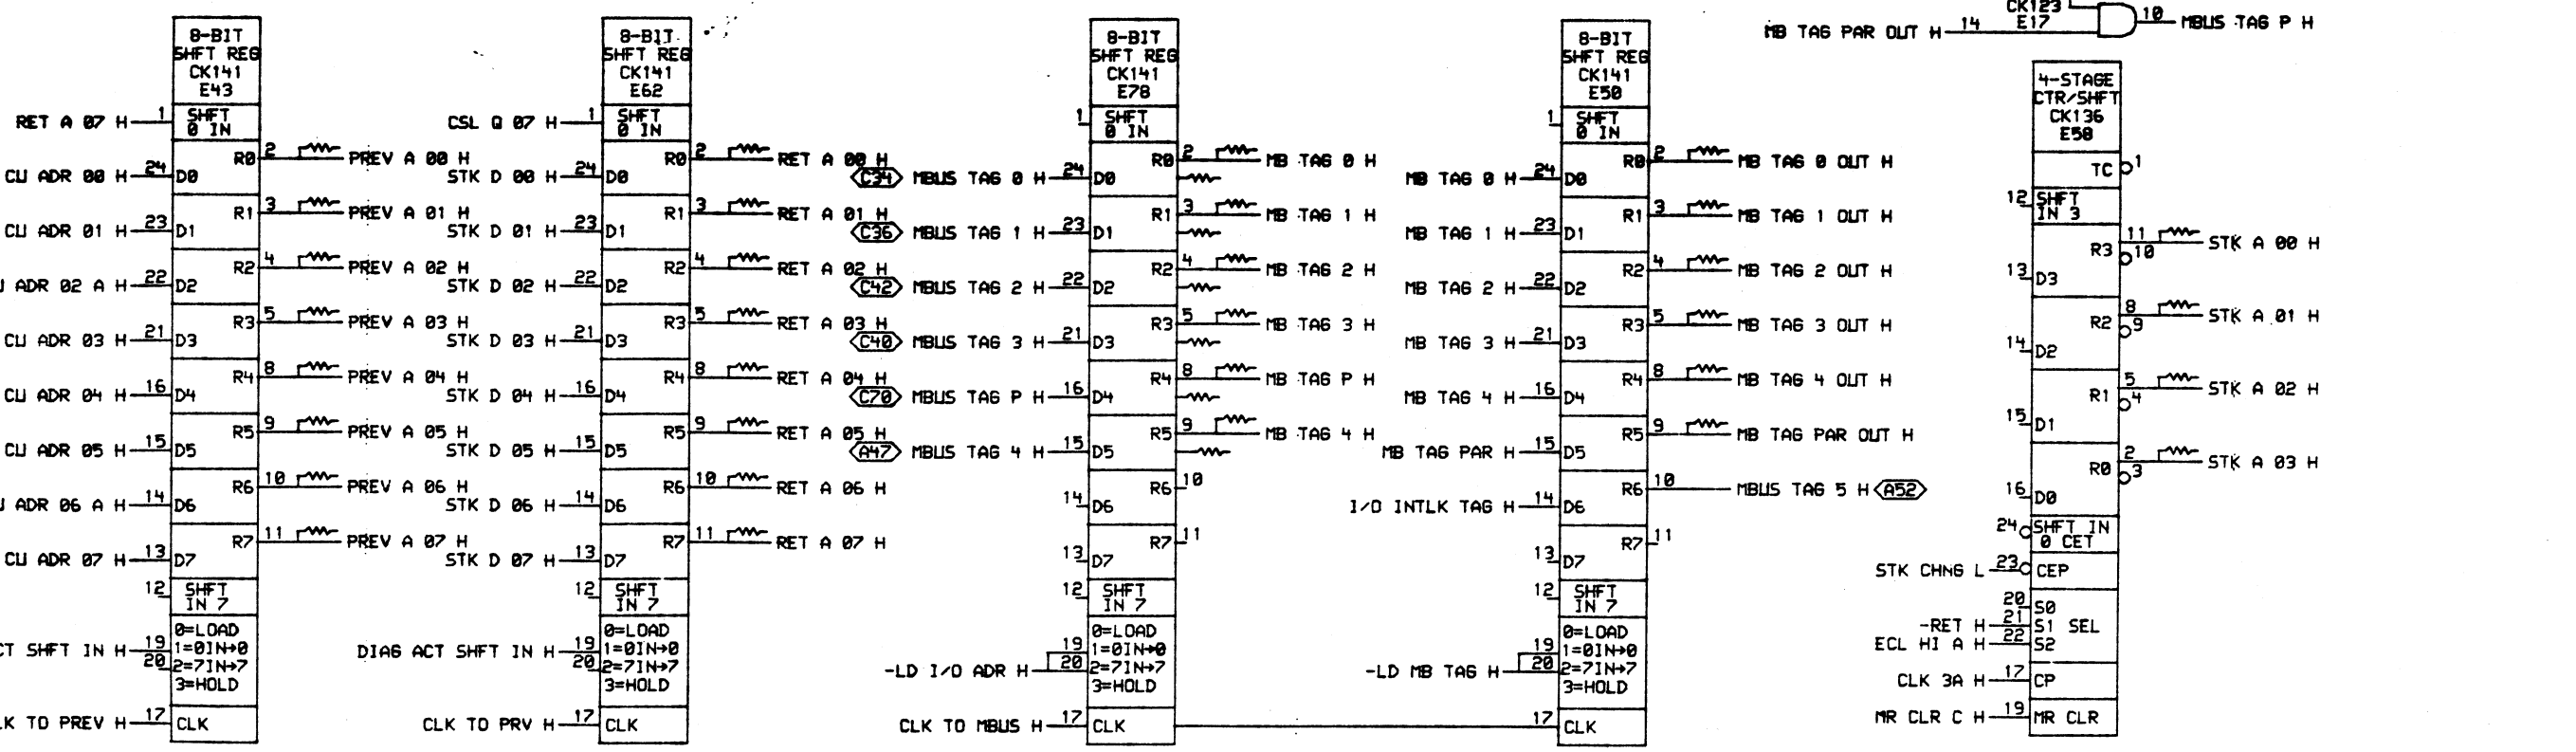 CK123
E17
MB TAG PAR OUT H 14
10 MBUS TAG P H
8-BIT
SHFT REG
CK141
E43
RET A 07 H 1 SHFT
0 IN
R0 2 PREV A 00 H
CU ADR 00 H 24 D0
R1 3 PREV A 01 H
CU ADR 01 H 23 D1
R2 4 PREV A 02 H
ADR 02 A H 22 D2
R3 5 PREV A 03 H
CU ADR 03 H 21 D3
R4 8 PREV A 04 H
CU ADR 04 H 16 D4
R5 9 PREV A 05 H
CU ADR 05 H 15 D5
R6 10 PREV A 06 H
ADR 06 A H 14 D6
R7 11 PREV A 07 H
CU ADR 07 H 13 D7
12 SHFT
IN 7
0=LOAD
CT SHFT IN H 19 1=0IN→0
20 2=7IN→7
3=HOLD
LK TO PREV H 17 CLK
8-BIT
SHFT REG
CK141
E62
CSL Q 07 H 1 SHFT
0 IN
R0 2 RET A 00 H
STK D 00 H 24 D0
R1 3 RET A 01 H
STK D 01 H 23 D1
R2 4 RET A 02 H
STK D 02 H 22 D2
R3 5 RET A 03 H
STK D 03 H 21 D3
R4 8 RET A 04 H
STK D 04 H 16 D4
R5 9 RET A 05 H
STK D 05 H 15 D5
R6 10 RET A 06 H
STK D 06 H 14 D6
R7 11 RET A 07 H
STK D 07 H 13 D7
12 SHFT
IN 7
0=LOAD
DIAG ACT SHFT IN H 19 1=0IN→0
20 2=7IN→7
3=HOLD
CLK TO PRV H 17 CLK
8-BIT
SHFT REG
CK141
E78
1 SHFT
0 IN
R0 2 MB TAG 0 H
C34 MBUS TAG 0 H 24 D0
R1 3 MB TAG 1 H
C36 MBUS TAG 1 H 23 D1
R2 4 MB TAG 2 H
C42 MBUS TAG 2 H 22 D2
R3 5 MB TAG 3 H
C40 MBUS TAG 3 H 21 D3
R4 8 MB TAG P H
C70 MBUS TAG P H 16 D4
R5 9 MB TAG 4 H
A47 MBUS TAG 4 H 15 D5
R6 10
14 D6
R7 11
13 D7
12 SHFT
IN 7
0=LOAD
19 1=0IN→0
-LD I/O ADR H 20 2=7IN→7
3=HOLD
CLK TO MBUS H 17 CLK
8-BIT
SHFT REG
CK141
E50
1 SHFT
0 IN
R0 2 MB TAG 0 OUT H
MB TAG 0 H 24 D0
R1 3 MB TAG 1 OUT H
MB TAG 1 H 23 D1
R2 4 MB TAG 2 OUT H
MB TAG 2 H 22 D2
R3 5 MB TAG 3 OUT H
MB TAG 3 H 21 D3
R4 8 MB TAG 4 OUT H
MB TAG 4 H 16 D4
R5 9 MB TAG PAR OUT H
MB TAG PAR H 15 D5
R6 10 MBUS TAG 5 H A52
I/O INTLK TAG H 14 D6
R7 11
13 D7
12 SHFT
IN 7
0=LOAD
19 1=0IN→0
-LD MB TAG H 20 2=7IN→7
3=HOLD
17 CLK
4-STAGE
CTR/SHFT
CK136
E58
TC 1
12 SHFT
IN 3
R3 11 STK A 00 H
10
13 D3
R2 8 STK A 01 H
9
14 D2
R1 5 STK A 02 H
4
15 D1
R0 2 STK A 03 H
3
16 D0
24 SHFT IN
0 CET
STK CHNG L 23 CEP
20 S0
-RET H 21 S1 SEL
ECL HI A H 22 S2
CLK 3A H 17 CP
MR CLR C H 19 MR CLR